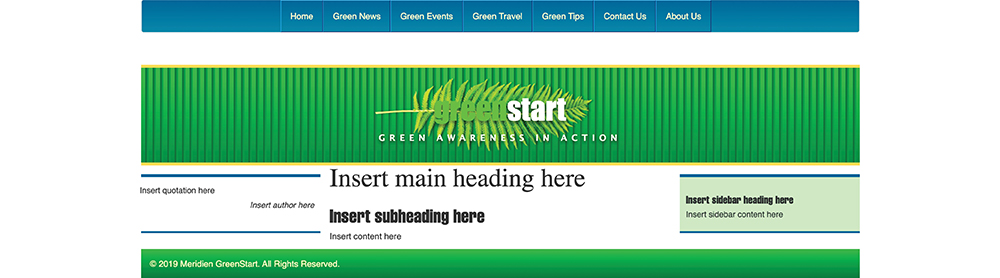 Home Green News Green Events Green Travel Green Tips Contact Us About Us
greenstart
GREEN AWARENESS IN ACTION
Insert quotation here
Insert author here
Insert main heading here
Insert subheading here
Insert content here
Insert sidebar heading here
Insert sidebar content here
© 2019 Meridien GreenStart. All Rights Reserved.